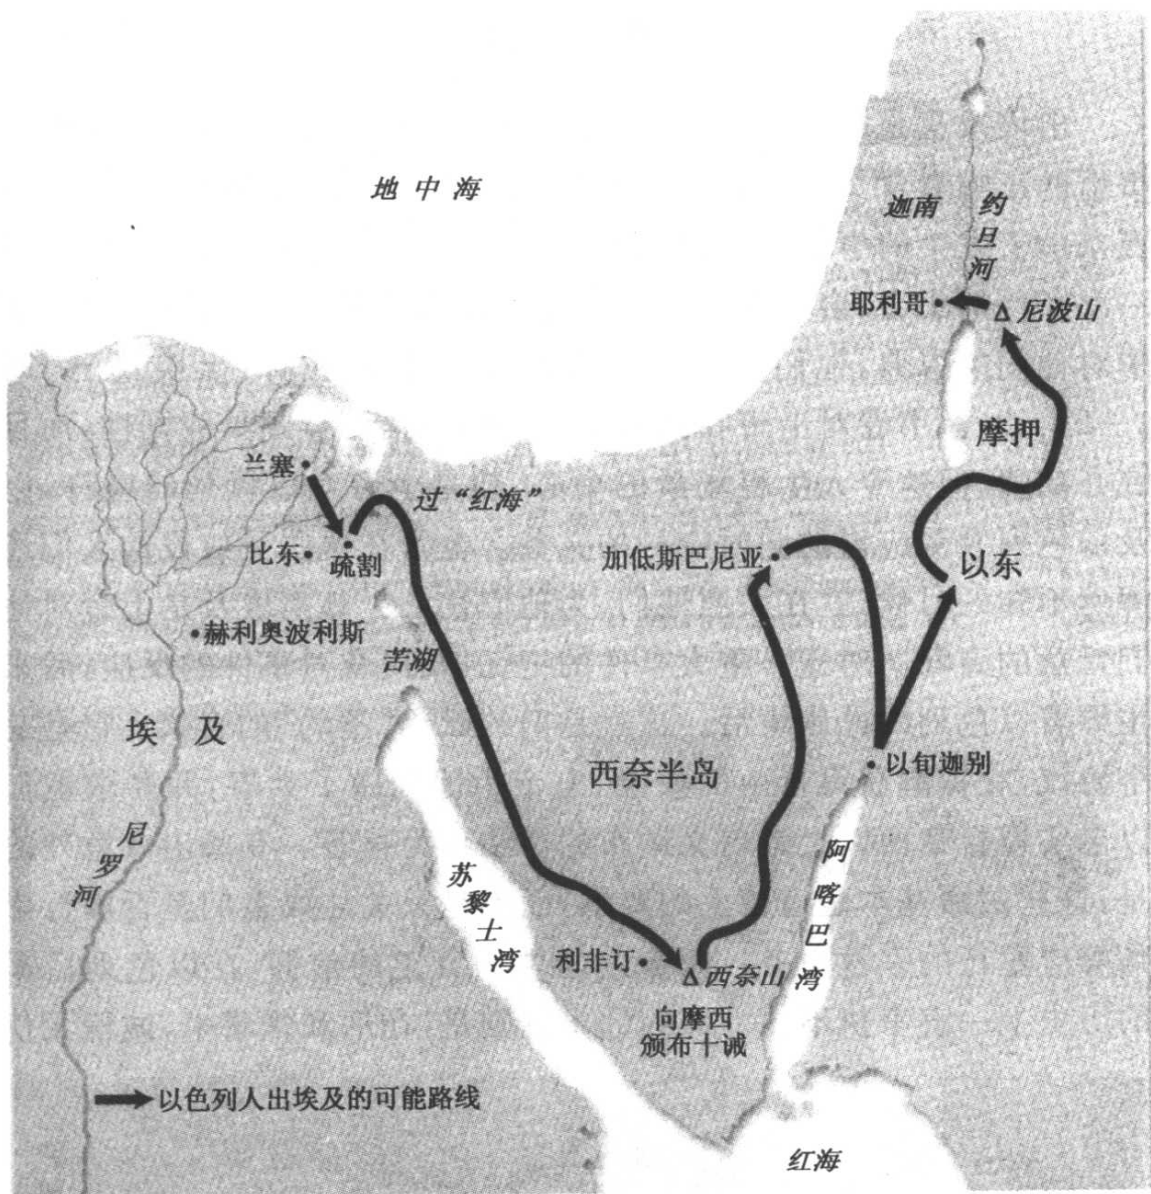 地中海
迦南
约旦河
耶利哥
尼波山
摩押
兰塞
过“红海”
比东
疏割
加低斯巴尼亚
以东
赫利奥波利斯
苦湖
埃及
西奈半岛
以旬迦别
尼罗河
苏黎士湾
阿喀巴湾
利非订
西奈山
向摩西
颁布十诫
以色列人出埃及的可能路线
红海